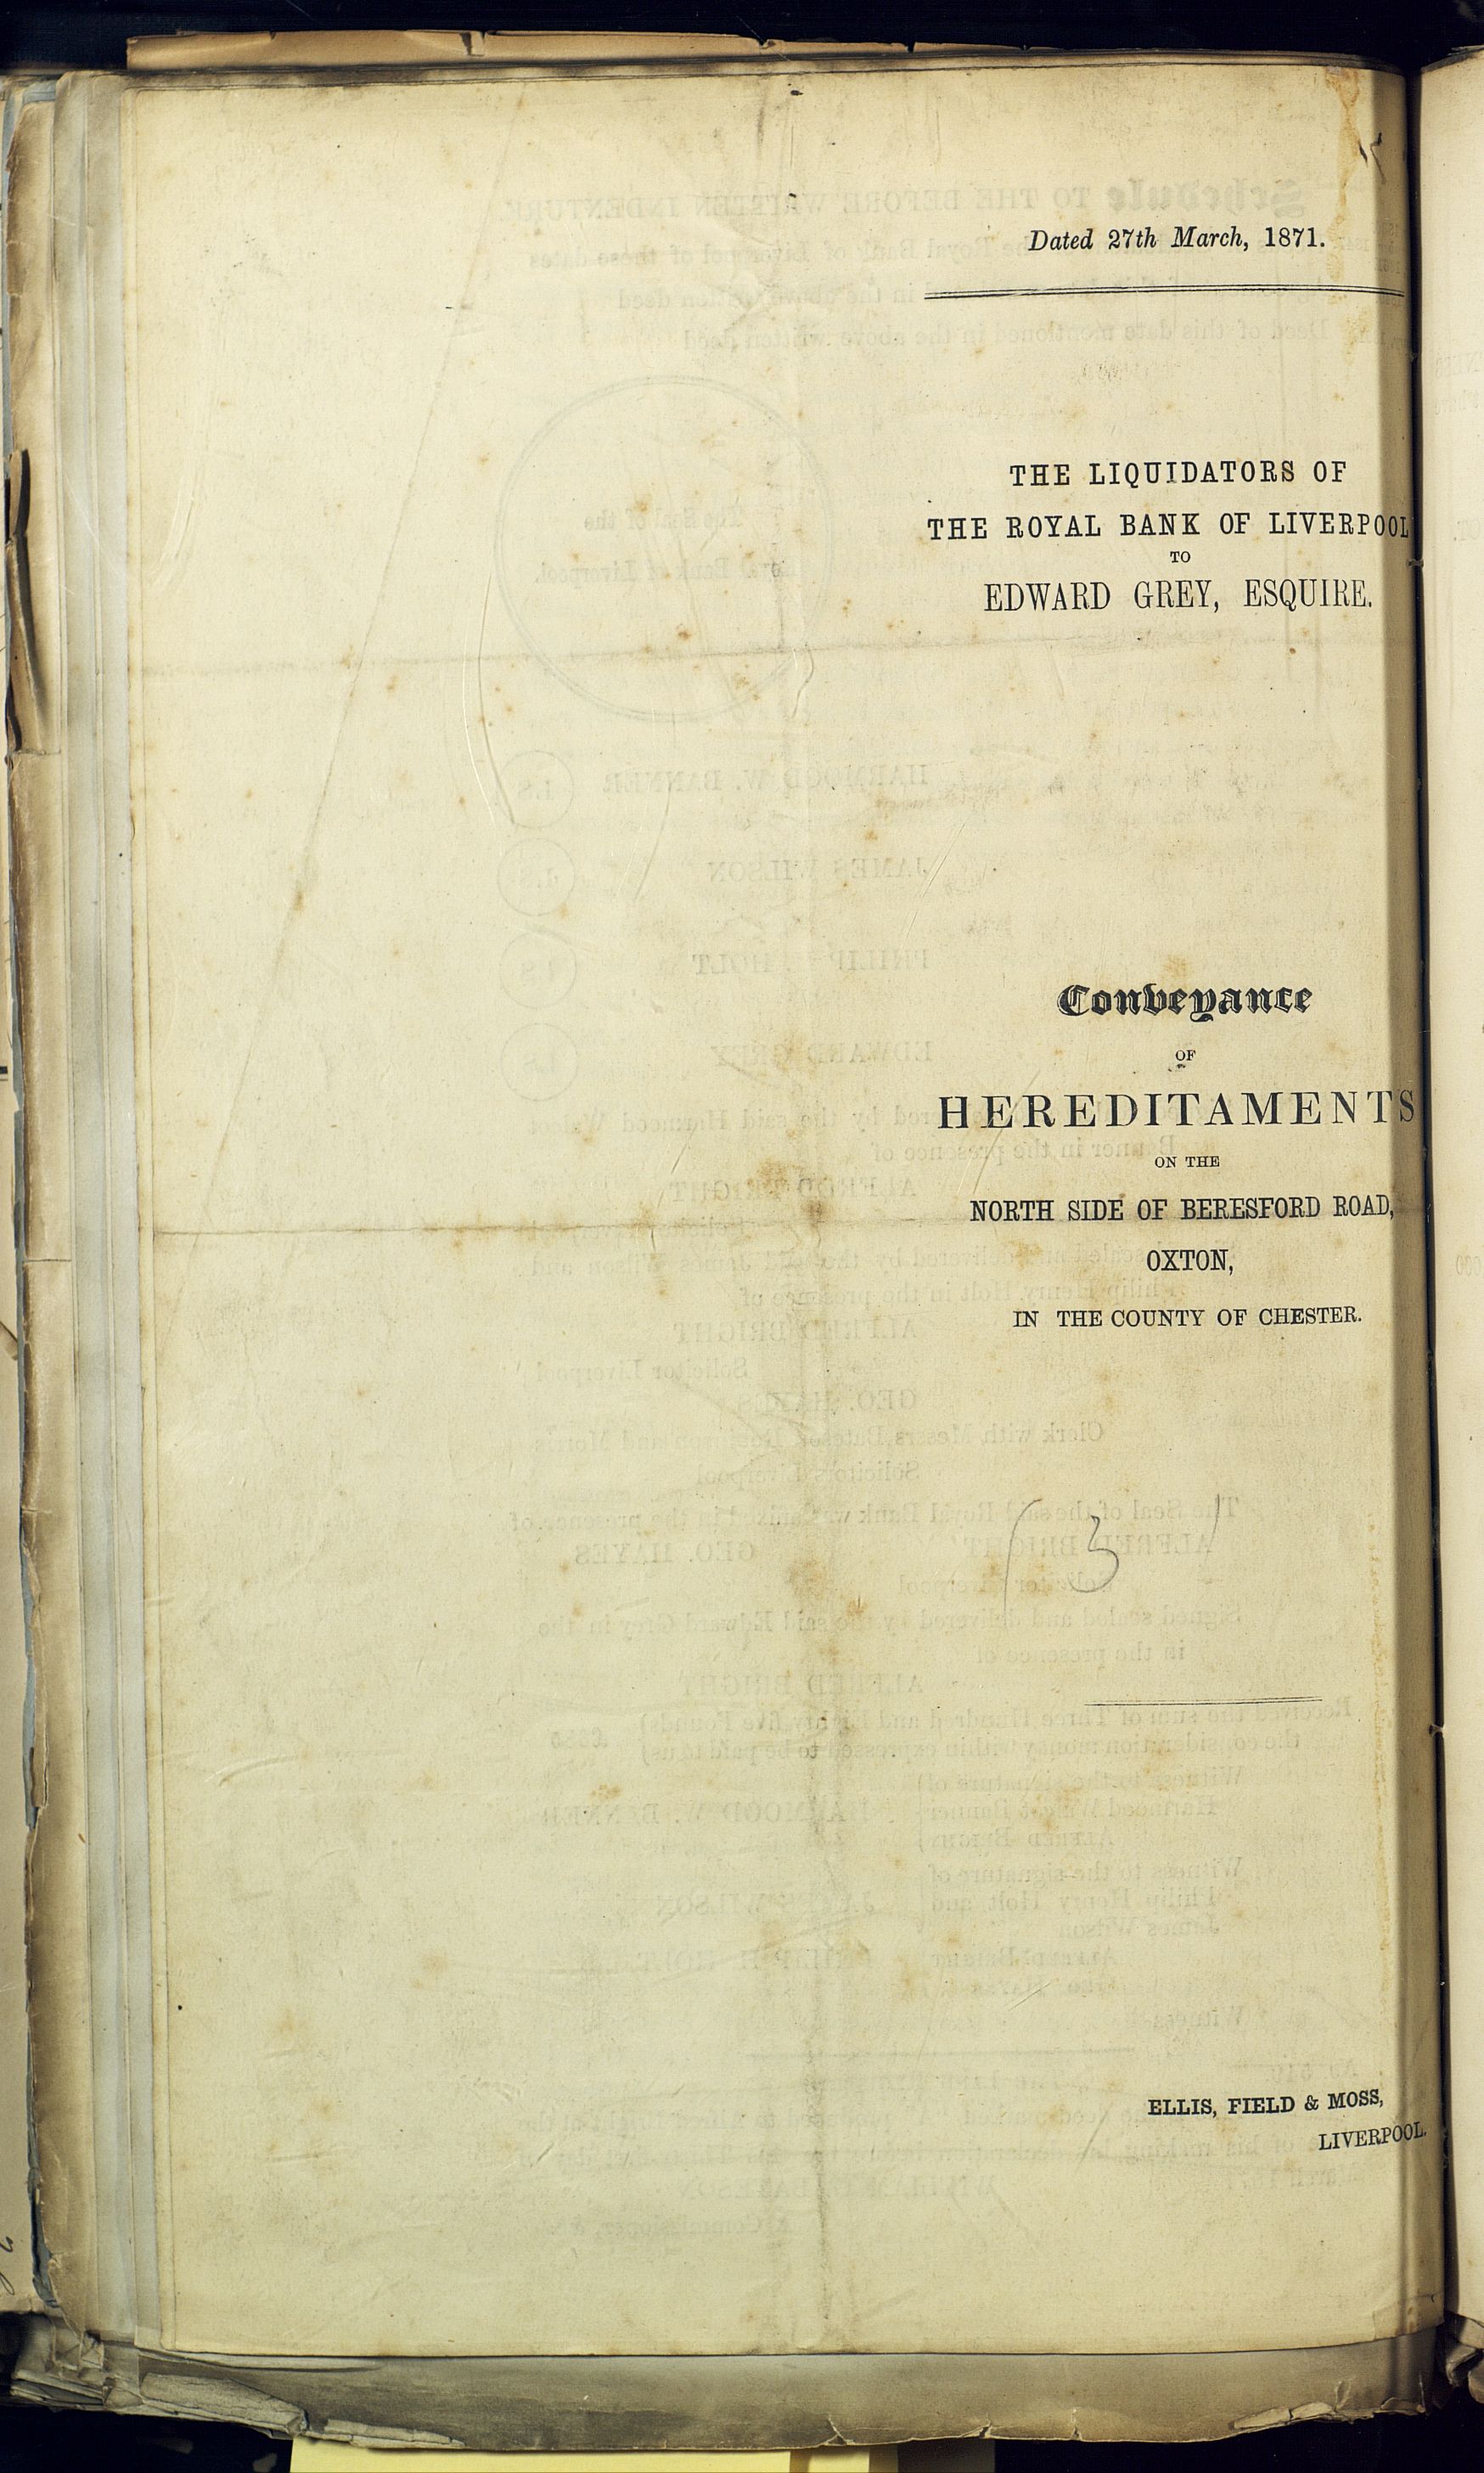 Dated 27th March, 1871.
THE LIQUIDATORS OF
THE ROYAL BANK OF LIVERPOOL
TO
EDWARD GREY, ESQUIRE.
Conveyance
OF
HEREDITAMENTS
ON THE
NORTH SIDE OF BERESFORD ROAD,
OXTON,
IN THE COUNTY OF CHESTER.
3
ELLIS, FIELD & MOSS,
LIVERPOOL.